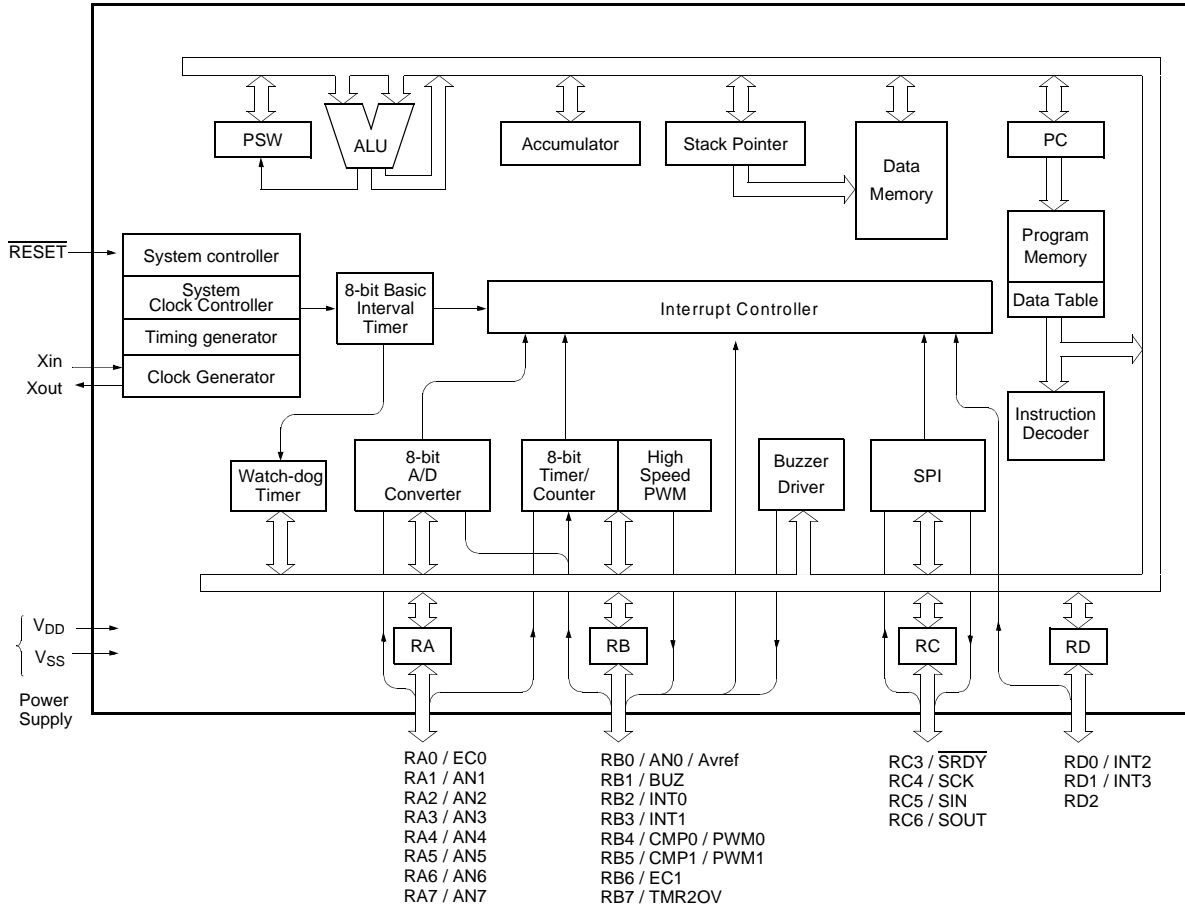 PSW
ALU
Accumulator
Stack Pointer
Data
Memory
PC
RESET
System controller
System
Clock Controller
Timing generator
Clock Generator
Xin
Xout
8-bit Basic
Interval
Timer
Interrupt Controller
Program
Memory
Data Table
Instruction
Decoder
Watch-dog
Timer
8-bit
A/D
Converter
8-bit
Timer/
Counter
High
Speed
PWM
Buzzer
Driver
SPI
VDD
VSS
Power
Supply
RA
RB
RC
RD
RA0 / EC0
RA1 / AN1
RA2 / AN2
RA3 / AN3
RA4 / AN4
RA5 / AN5
RA6 / AN6
RA7 / AN7
RB0 / AN0 / Avref
RB1 / BUZ
RB2 / INT0
RB3 / INT1
RB4 / CMP0 / PWM0
RB5 / CMP1 / PWM1
RB6 / EC1
RB7 / TMR2OV
RC3 / SRDY
RC4 / SCK
RC5 / SIN
RC6 / SOUT
RD0 / INT2
RD1 / INT3
RD2